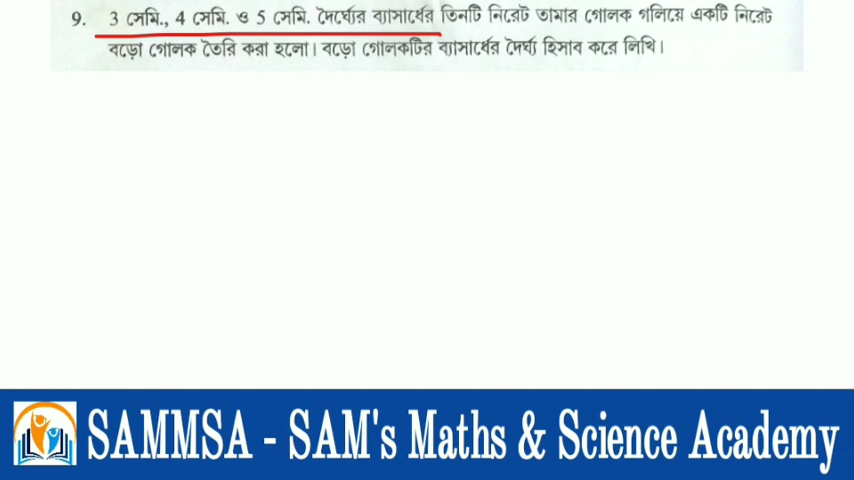 9. 3 সেমি., 4 সেমি. ও 5 সেমি. দৈর্ঘ্যের ব্যাসার্ধের তিনটি নিরেট তামার গোলক গলিয়ে একটি নিরেট
বড়ো গোলক তৈরি করা হলো। বড়ো গোলকটির ব্যাসার্ধের দৈর্ঘ্য হিসাব করে লিখি।
SAMMSA - SAM's Maths & Science Academy